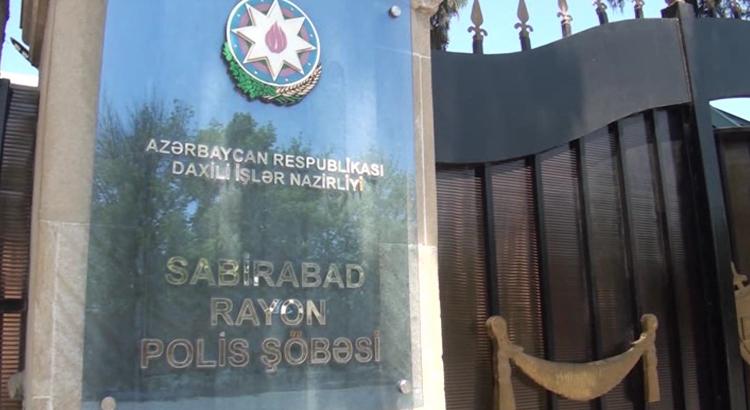 AZƏRBAYCAN RESPUBLİKASI
DAXİLİ İŞLƏR NAZİRLİYİ
SABİRABAD
RAYON
POLİS ŞÖBƏSİ